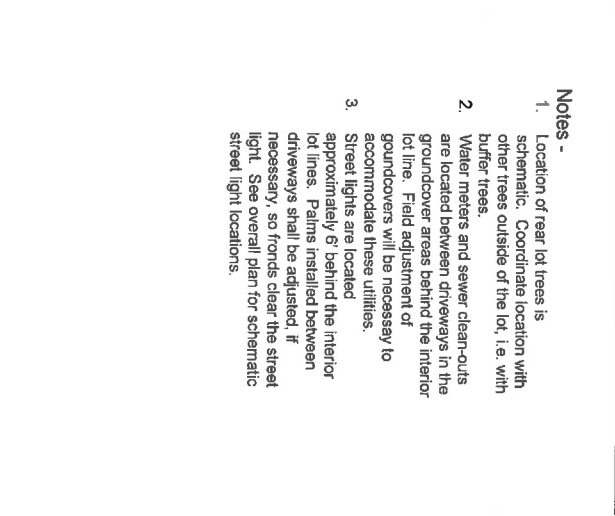 Notes -
1. Location of rear lot trees is
schematic. Coordinate location with
other trees outside of the lot, i.e. with
buffer trees.
2. Water meters and sewer clean-outs
are located between driveways in the
groundcover areas behind the interior
lot line. Field adjustment of
goundcovers will be necessay to
accommodate these utilities.
3. Street lights are located
approximately 6' behind the interior
lot lines. Palms installed between
driveways shall be adjusted, if
necessary, so fronds clear the street
light. See overall plan for schematic
street light locations.